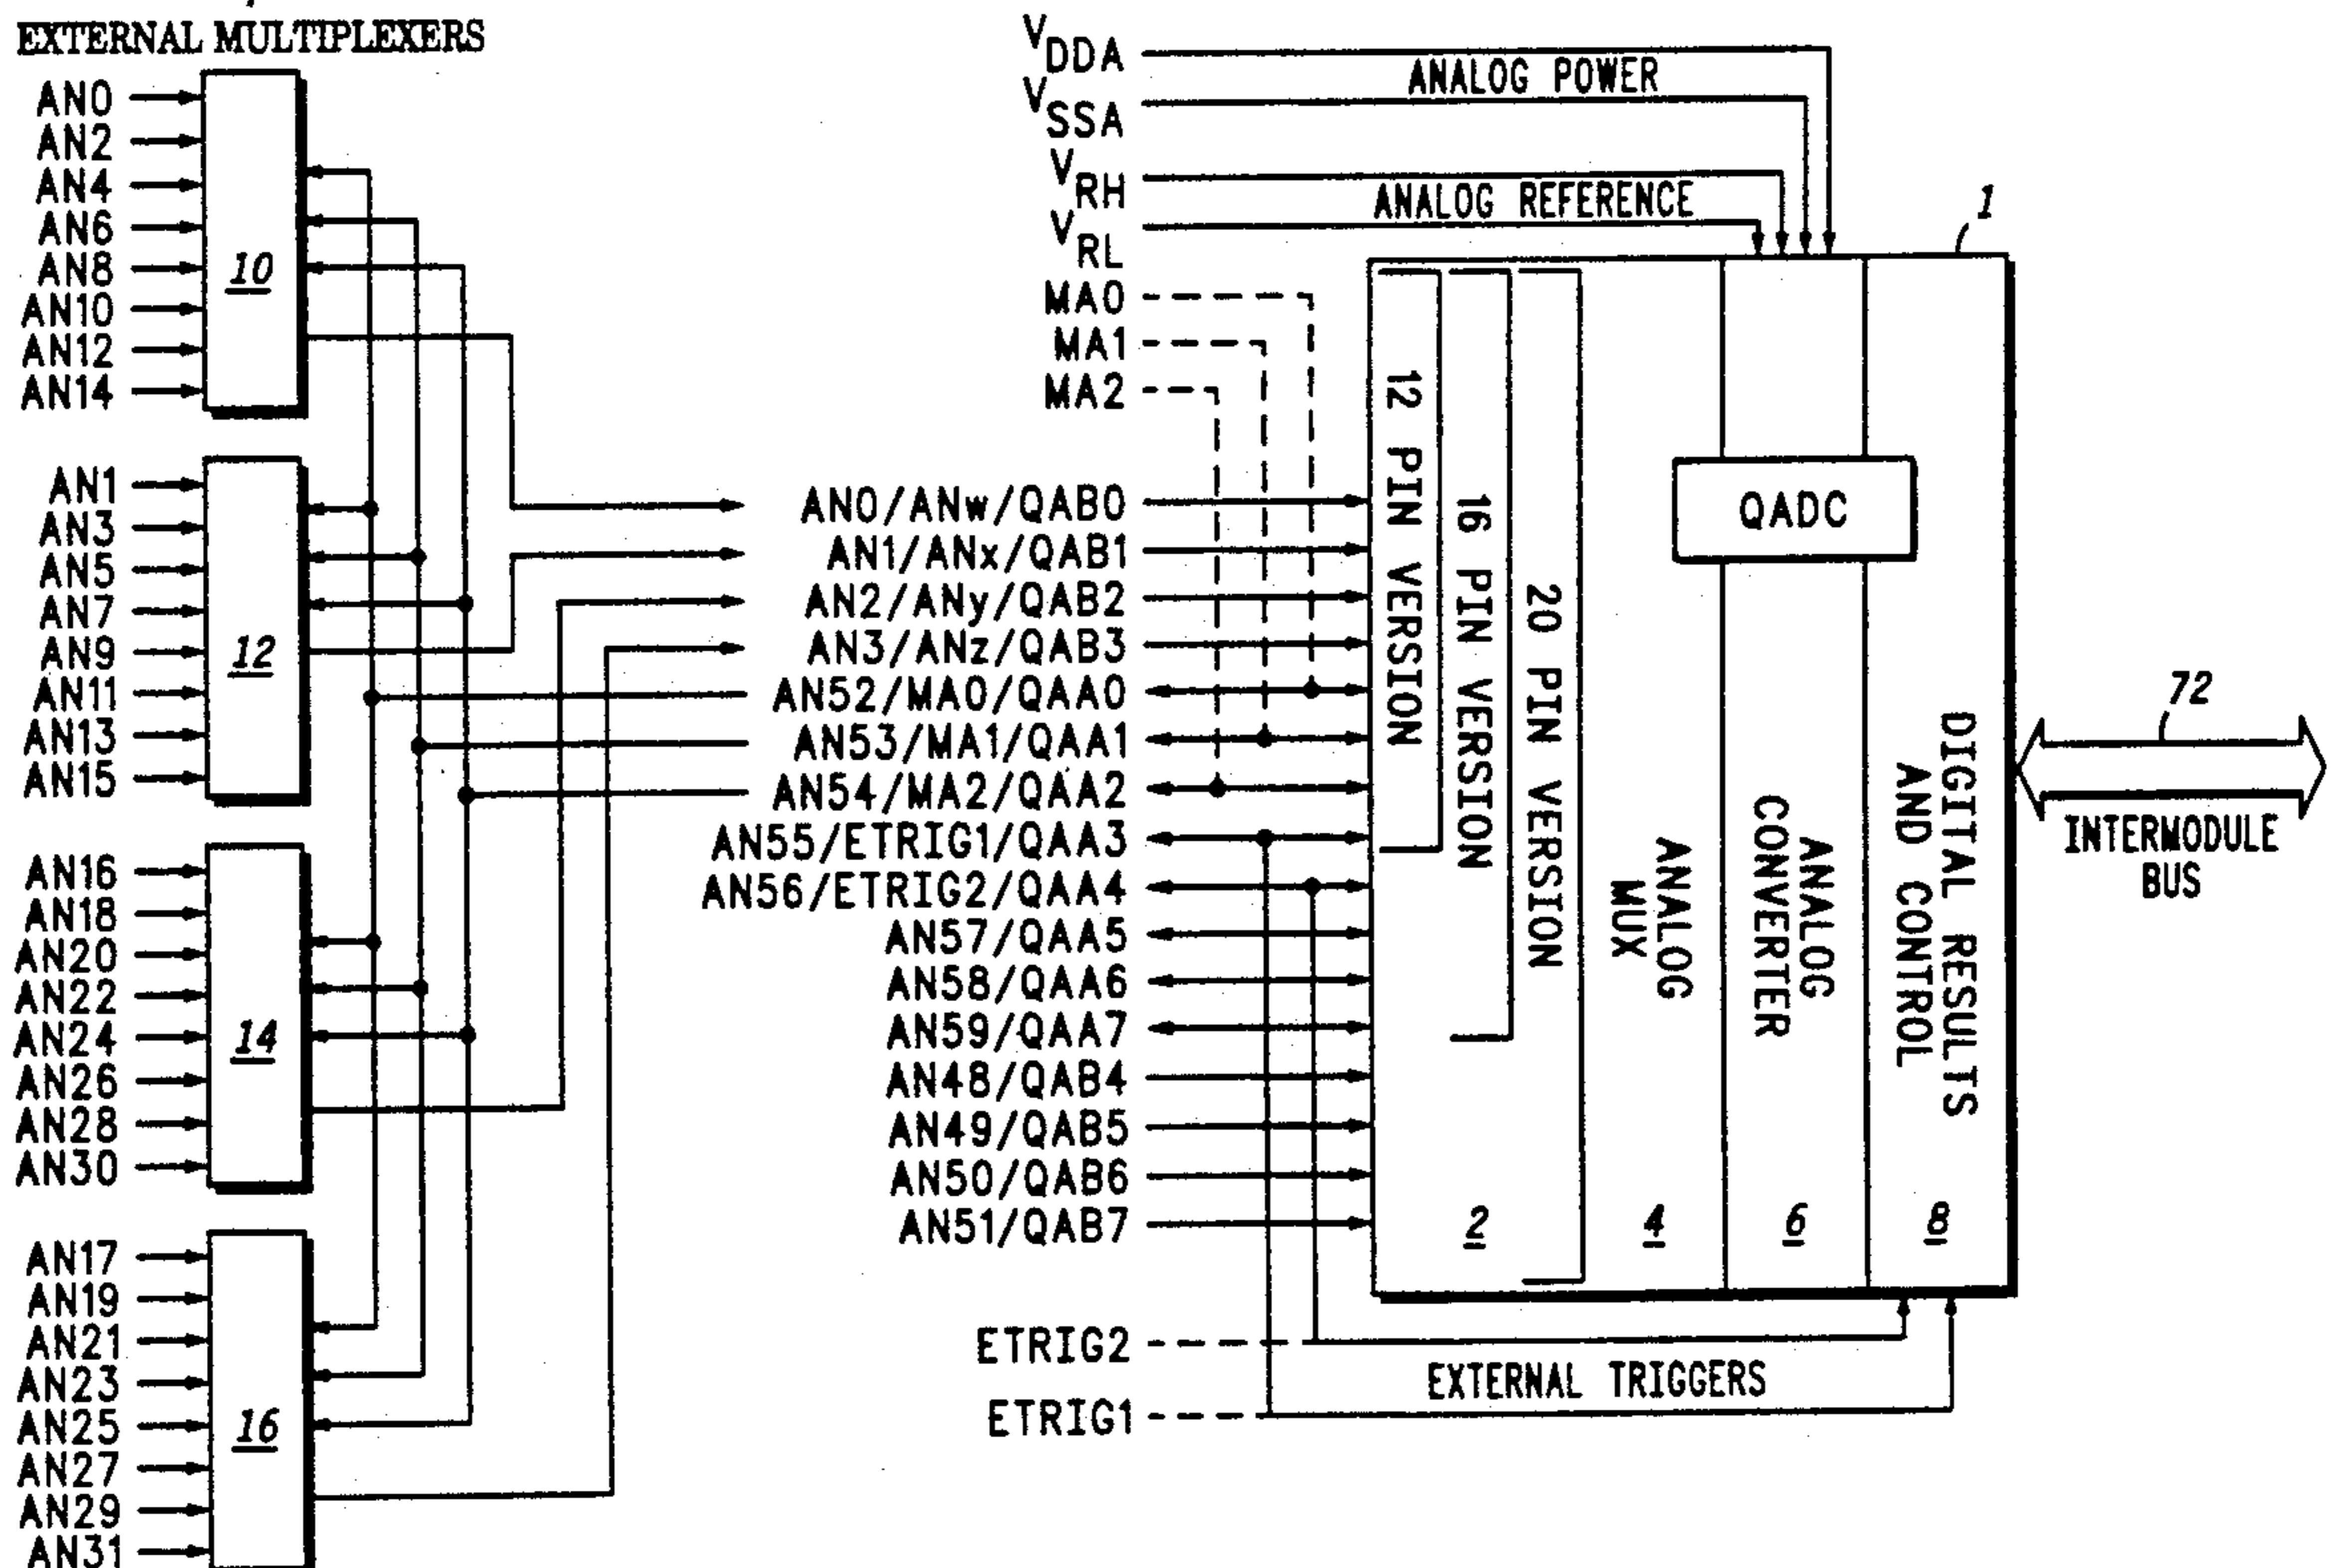 EXTERNAL MULTIPLEXERS
AN0
AN2
AN4
AN6
AN8
AN10
AN12
AN14
10
AN1
AN3
AN5
AN7
AN9
AN11
AN13
AN15
12
AN16
AN18
AN20
AN22
AN24
AN26
AN28
AN30
14
AN17
AN19
AN21
AN23
AN25
AN27
AN29
AN31
16
VDDA
VSSA
ANALOG POWER
VRH
VRL
ANALOG REFERENCE
MA0
MA1
MA2
AN0/ANw/QAB0
AN1/ANx/QAB1
AN2/ANy/QAB2
AN3/ANz/QAB3
AN52/MA0/QAA0
AN53/MA1/QAA1
AN54/MA2/QAA2
AN55/ETRIG1/QAA3
AN56/ETRIG2/QAA4
AN57/QAA5
AN58/QAA6
AN59/QAA7
AN48/QAB4
AN49/QAB5
AN50/QAB6
AN51/QAB7
ETRIG2
ETRIG1
EXTERNAL TRIGGERS
1
12 PIN VERSION
16 PIN VERSION
20 PIN VERSION
2
ANALOG
MUX
4
QADC
ANALOG
CONVERTER
6
DIGITAL RESULTS
AND CONTROL
8
72
INTERMODULE
BUS